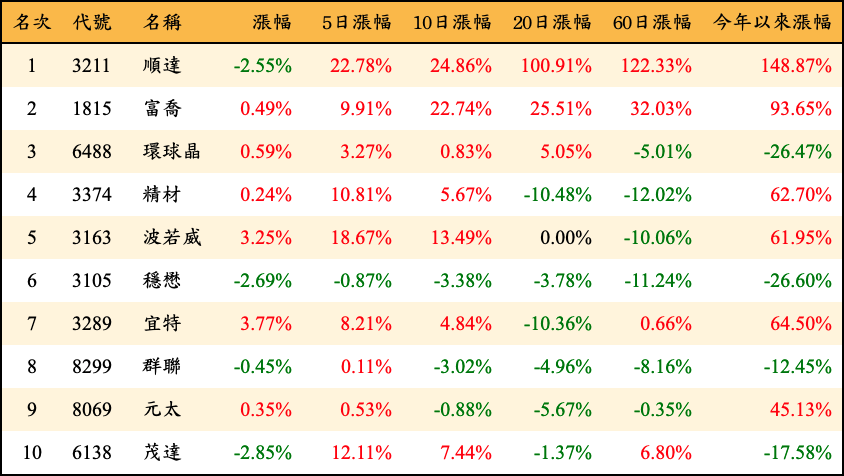 名次 代號 名稱 漲幅 5日漲幅 10日漲幅 20日漲幅 60日漲幅 今年以來漲幅
1 3211 順達 -2.55% 22.78% 24.86% 100.91% 122.33% 148.87%
2 1815 富喬 0.49% 9.91% 22.74% 25.51% 32.03% 93.65%
3 6488 環球晶 0.59% 3.27% 0.83% 5.05% -5.01% -26.47%
4 3374 精材 0.24% 10.81% 5.67% -10.48% -12.02% 62.70%
5 3163 波若威 3.25% 18.67% 13.49% 0.00% -10.06% 61.95%
6 3105 穩懋 -2.69% -0.87% -3.38% -3.78% -11.24% -26.60%
7 3289 宜特 3.77% 8.21% 4.84% -10.36% 0.66% 64.50%
8 8299 群聯 -0.45% 0.11% -3.02% -4.96% -8.16% -12.45%
9 8069 元太 0.35% 0.53% -0.88% -5.67% -0.35% 45.13%
10 6138 茂達 -2.85% 12.11% 7.44% -1.37% 6.80% -17.58%